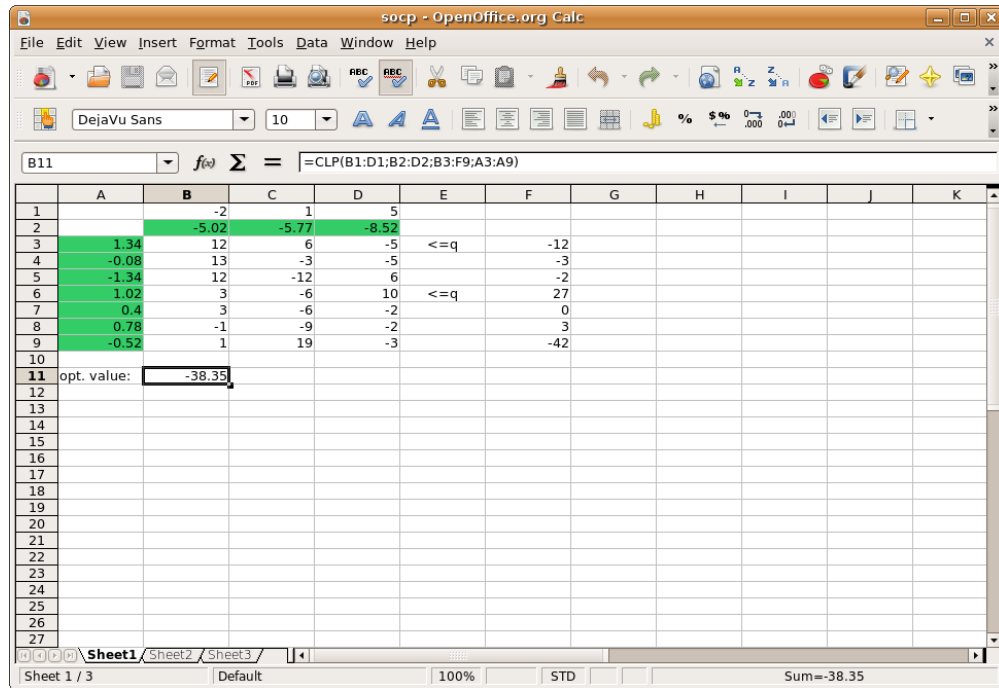 socp - OpenOffice.org Calc
File Edit View Insert Format Tools Data Window Help
DejaVu Sans 10
B11 f(x) Σ = =CLP(B1:D1;B2:D2;B3:F9;A3:A9)
A B C D E F G H I J K
1 -2 1 5
2 -5.02 -5.77 -8.52
3 1.34 12 6 -5 <=q -12
4 -0.08 13 -3 -5 -3
5 -1.34 12 -12 6 -2
6 1.02 3 -6 10 <=q 27
7 0.4 3 -6 -2 0
8 0.78 -1 -9 -2 3
9 -0.52 1 19 -3 -42
10
11 opt. value: -38.35
12
13
14
15
16
17
18
19
20
21
22
23
24
25
26
27
Sheet1 Sheet2 Sheet3
Sheet 1 / 3 Default 100% STD Sum=-38.35